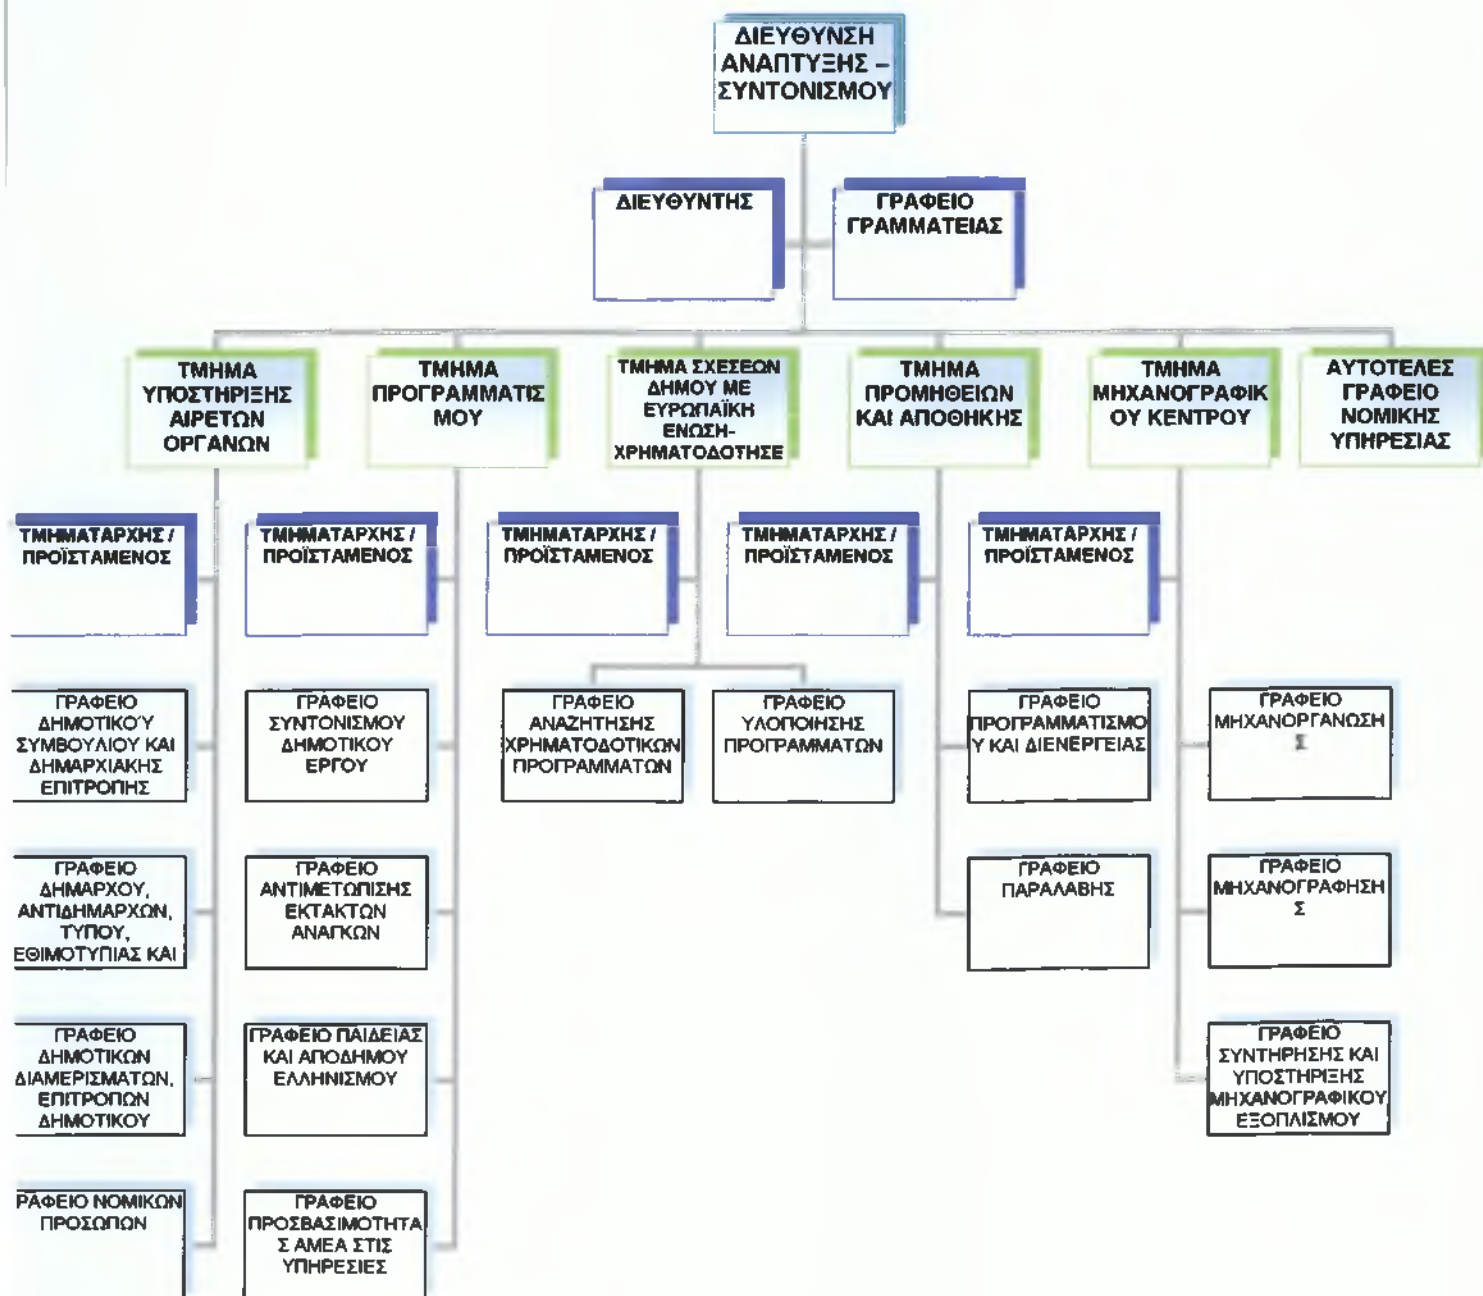 ΔΙΕΥΘΥΝΣΗ
ΑΝΑΠΤΥΞΗΣ –
ΣΥΝΤΟΝΙΣΜΟΥ
ΔΙΕΥΘΥΝΤΗΣ
ΓΡΑΦΕΙΟ
ΓΡΑΜΜΑΤΕΙΑΣ
ΤΜΗΜΑ
ΥΠΟΣΤΗΡΙΞΗΣ
ΑΙΡΕΤΩΝ
ΟΡΓΑΝΩΝ
ΤΜΗΜΑ
ΠΡΟΓΡΑΜΜΑΤΙΣ
ΜΟΥ
ΤΜΗΜΑ ΣΧΕΣΕΩΝ
ΔΗΜΟΥ ΜΕ
ΕΥΡΩΠΑΪΚΗ
ΕΝΩΣΗ-
ΧΡΗΜΑΤΟΔΟΤΗΣΕ
ΤΜΗΜΑ
ΠΡΟΜΗΘΕΙΩΝ
ΚΑΙ ΑΠΟΘΗΚΗΣ
ΤΜΗΜΑ
ΜΗΧΑΝΟΓΡΑΦΙΚ
ΟΥ ΚΕΝΤΡΟΥ
ΑΥΤΟΤΕΛΕΣ
ΓΡΑΦΕΙΟ
ΝΟΜΙΚΗΣ
ΥΠΗΡΕΣΙΑΣ
ΤΜΗΜΑΤΑΡΧΗΣ /
ΠΡΟΪΣΤΑΜΕΝΟΣ
ΤΜΗΜΑΤΑΡΧΗΣ /
ΠΡΟΪΣΤΑΜΕΝΟΣ
ΤΜΗΜΑΤΑΡΧΗΣ /
ΠΡΟΪΣΤΑΜΕΝΟΣ
ΤΜΗΜΑΤΑΡΧΗΣ /
ΠΡΟΪΣΤΑΜΕΝΟΣ
ΤΜΗΜΑΤΑΡΧΗΣ /
ΠΡΟΪΣΤΑΜΕΝΟΣ
ΓΡΑΦΕΙΟ
ΔΗΜΟΤΙΚΟΥ
ΣΥΜΒΟΥΛΙΟΥ ΚΑΙ
ΔΗΜΑΡΧΙΑΚΗΣ
ΕΠΙΤΡΟΠΗΣ
ΓΡΑΦΕΙΟ
ΣΥΝΤΟΝΙΣΜΟΥ
ΔΗΜΟΤΙΚΟΥ
ΕΡΓΟΥ
ΓΡΑΦΕΙΟ
ΑΝΑΖΗΤΗΣΗΣ
ΧΡΗΜΑΤΟΔΟΤΙΚΩΝ
ΠΡΟΓΡΑΜΜΑΤΩΝ
ΓΡΑΦΕΙΟ
ΥΛΟΠΟΙΗΣΗΣ
ΠΡΟΓΡΑΜΜΑΤΩΝ
ΓΡΑΦΕΙΟ
ΠΡΟΓΡΑΜΜΑΤΙΣΜΟ
Υ ΚΑΙ ΔΙΕΝΕΡΓΕΙΑΣ
ΓΡΑΦΕΙΟ
ΜΗΧΑΝΟΡΓΑΝΩΣΗ
Σ
ΓΡΑΦΕΙΟ
ΔΗΜΑΡΧΟΥ,
ΑΝΤΙΔΗΜΑΡΧΩΝ,
ΤΥΠΟΥ,
ΕΘΙΜΟΤΥΠΙΑΣ ΚΑΙ
ΓΡΑΦΕΙΟ
ΑΝΤΙΜΕΤΩΠΙΣΗΣ
ΕΚΤΑΚΤΩΝ
ΑΝΑΓΚΩΝ
ΓΡΑΦΕΙΟ
ΠΑΡΑΛΑΒΗΣ
ΓΡΑΦΕΙΟ
ΜΗΧΑΝΟΓΡΑΦΗΣΗ
Σ
ΓΡΑΦΕΙΟ
ΔΗΜΟΤΙΚΩΝ
ΔΙΑΜΕΡΙΣΜΑΤΩΝ,
ΕΠΙΤΡΟΠΩΝ
ΔΗΜΟΤΙΚΟΥ
ΓΡΑΦΕΙΟ ΠΑΙΔΕΙΑΣ
ΚΑΙ ΑΠΟΔΗΜΟΥ
ΕΛΛΗΝΙΣΜΟΥ
ΓΡΑΦΕΙΟ
ΣΥΝΤΗΡΗΣΗΣ ΚΑΙ
ΥΠΟΣΤΗΡΙΞΗΣ
ΜΗΧΑΝΟΓΡΑΦΙΚΟΥ
ΕΞΟΠΛΙΣΜΟΥ
ΡΑΦΕΙΟ ΝΟΜΙΚΩΝ
ΠΡΟΣΩΠΩΝ
ΓΡΑΦΕΙΟ
ΠΡΟΣΒΑΣΙΜΟΤΗΤΑ
Σ ΑΜΕΑ ΣΤΙΣ
ΥΠΗΡΕΣΙΕΣ